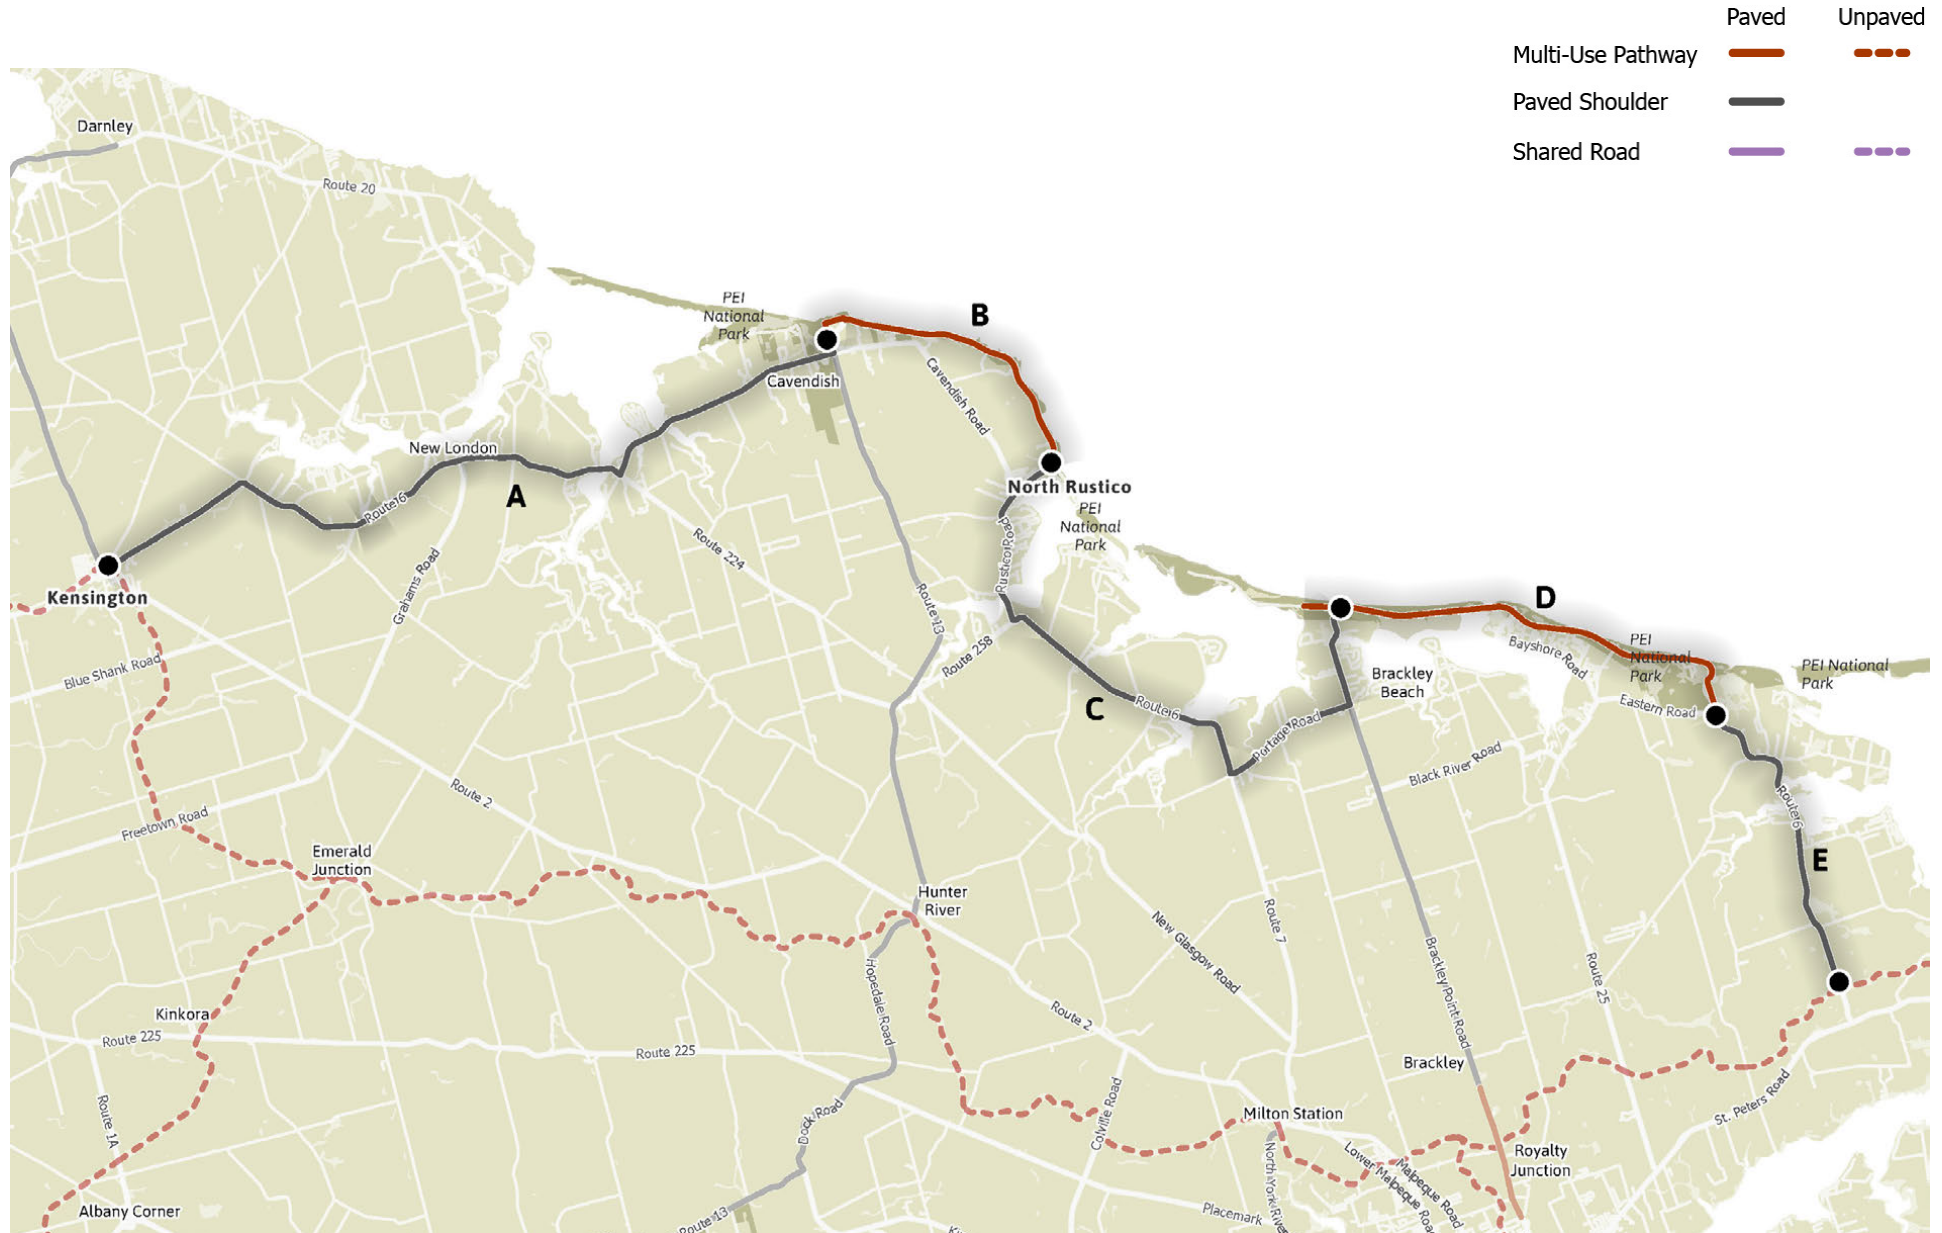 Paved Unpaved
Multi-Use Pathway
Paved Shoulder
Shared Road
Darnley
Route 20
PEI
National
Park
B
Cavendish
Cavendish Road
New London
A
Route 6
North Rustico
PEI
National
Park
Rustico Road
Route 224
Kensington
Grahams Road
Route 13
D
Bayshore Road
PEI
National
Park
PEI National
Park
Blue Shank Road
Route 258
Brackley
Beach
C
Route 6
Portage Road
Eastern Road
Black River Road
Route 2
Route 6
Freetown Road
E
Emerald
Junction
Hunter
River
Route 7
New Glasgow Road
Brackley Point Road
Route 25
Hopedale Road
Kinkora
Route 225
Route 225
Route 2
Brackley
Route 1A
Dock Road
Colville Road
Milton Station
St. Peters Road
Royalty
Junction
Lower Malpeque Road
Malpeque Road
North York River
Albany Corner
Route 13
Placemark